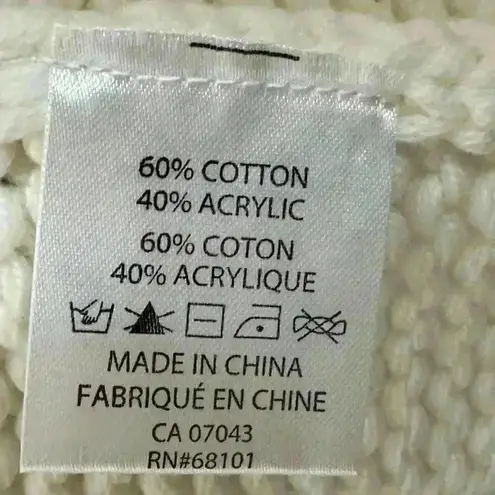 60% COTTON
40% ACRYLIC
60% COTON
40% ACRYLIQUE
MADE IN CHINA
FABRIQUÉ EN CHINE
CA 07043
RN#68101